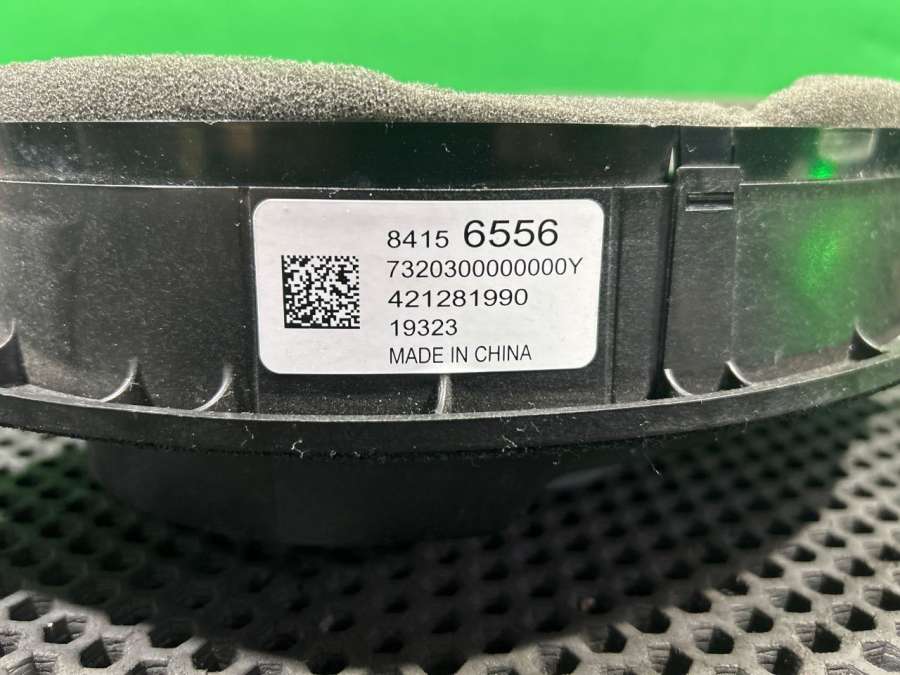 8415 6556
7320300000000Y
421281990
19323
MADE IN CHINA